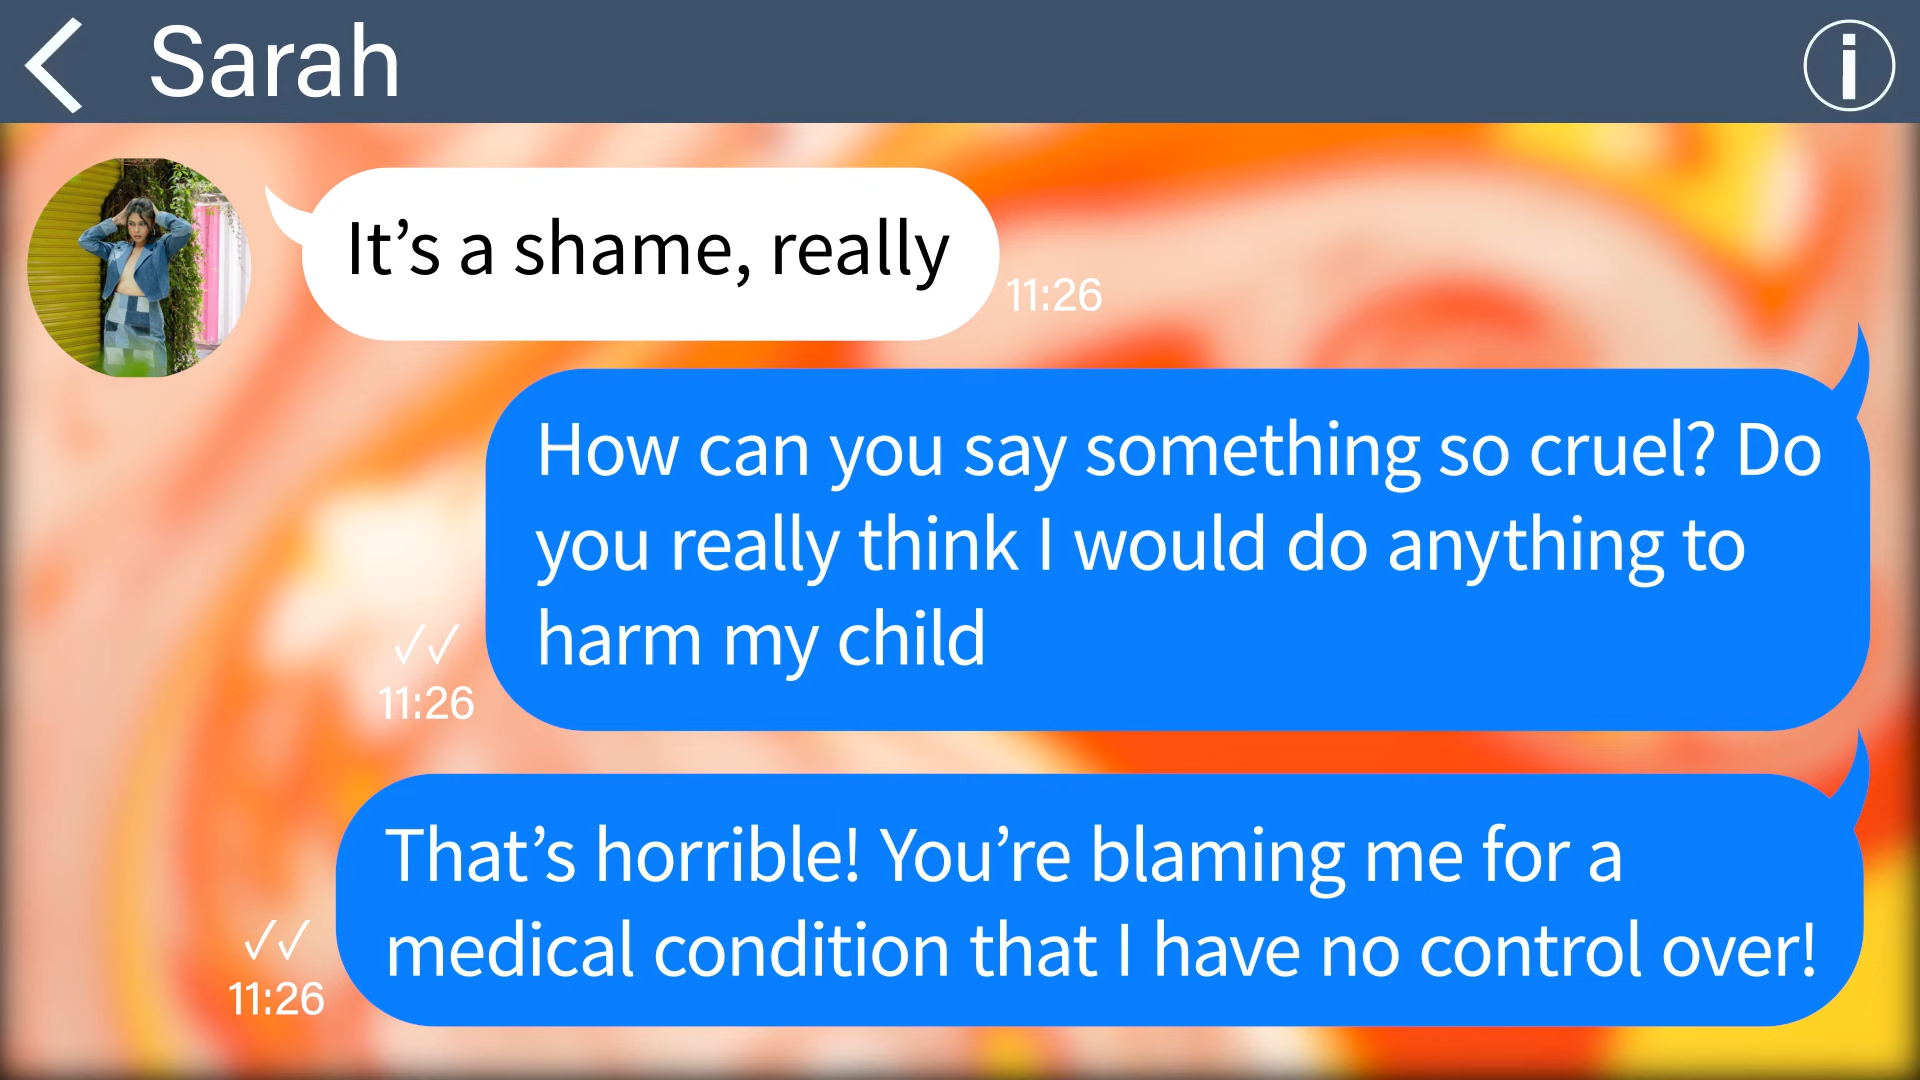 Sarah
It’s a shame, really
11:26
How can you say something so cruel? Do
you really think I would do anything to
harm my child
11:26
That’s horrible! You’re blaming me for a
medical condition that I have no control over!
11:26